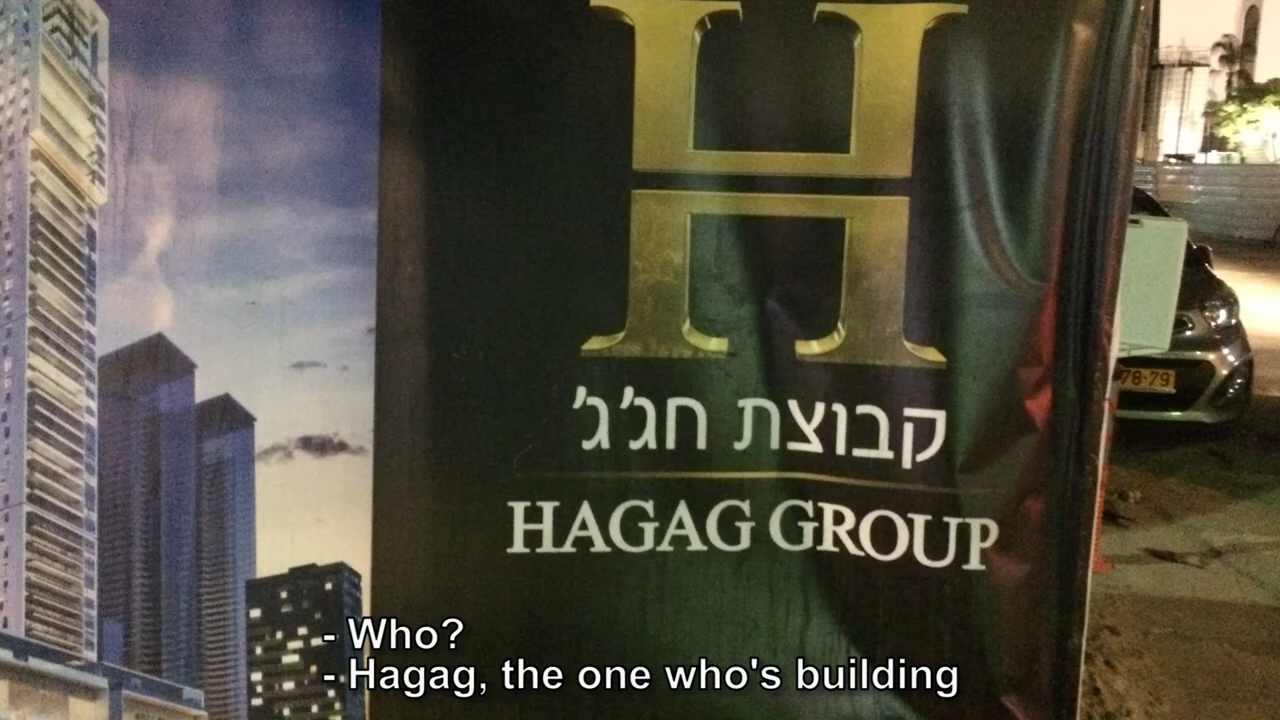 H
קבוצת חג'ג'
HAGAG GROUP
78-79
- Who?
- Hagag, the one who's building